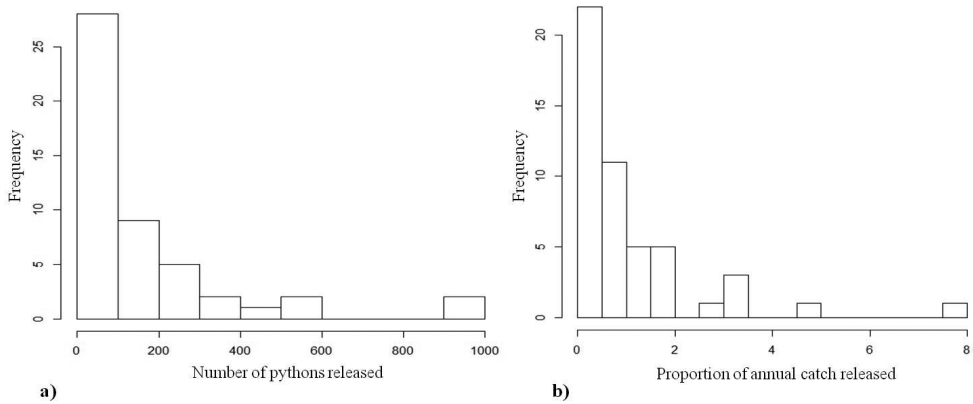 25
20
15
10
5
0
Frequency
0 200 400 600 800 1000
Number of pythons released
a)
20
15
10
5
0
Frequency
0 2 4 6 8
Proportion of annual catch released
b)